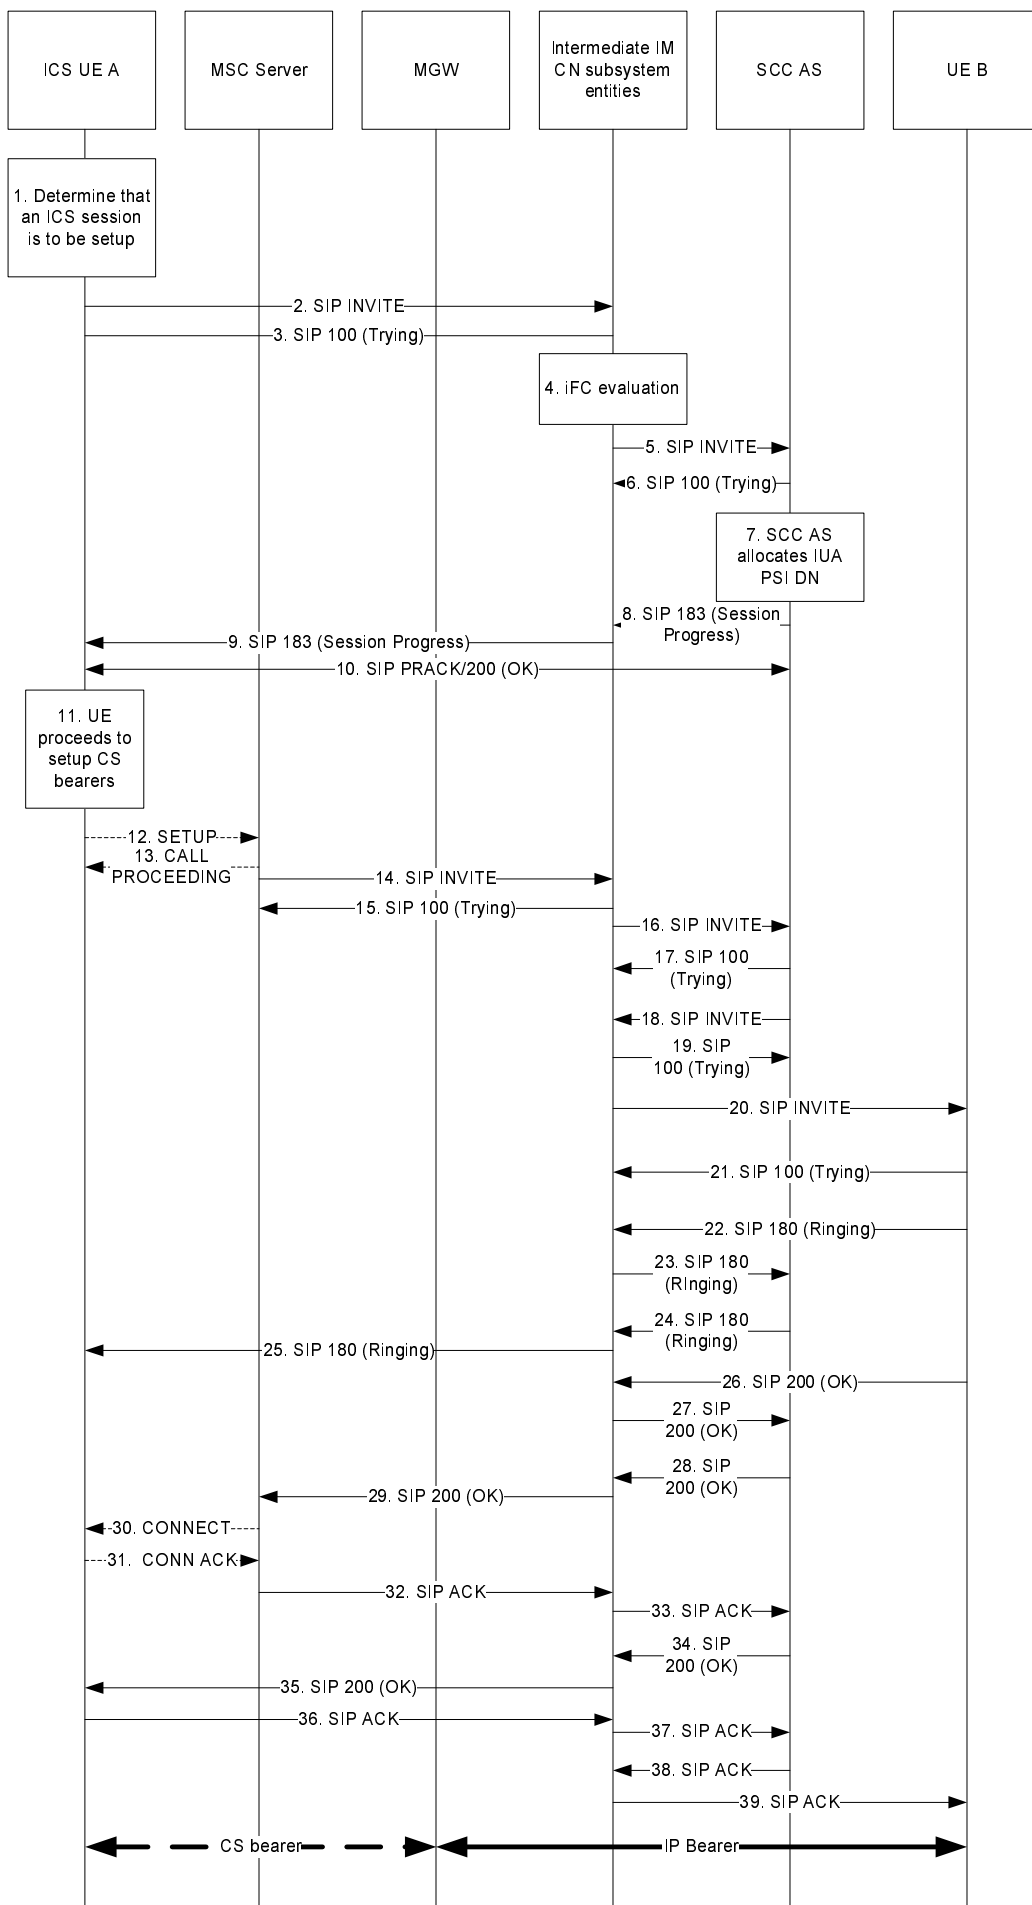 ICS UE A
MSC Server
MGW
Intermediate IM
CN subsystem
entities
SCC AS
UE B
1. Determine that
an ICS session
is to be setup
2. SIP INVITE
3. SIP 100 (Trying)
4. iFC evaluation
5. SIP INVITE
6. SIP 100 (Trying)
7. SCC AS
allocates IUA
PSI DN
8. SIP 183 (Session
Progress)
9. SIP 183 (Session Progress)
10. SIP PRACK/200 (OK)
11. UE
proceeds to
setup CS
bearers
12. SETUP
13. CALL
PROCEEDING
14. SIP INVITE
15. SIP 100 (Trying)
16. SIP INVITE
17. SIP 100
(Trying)
18. SIP INVITE
19. SIP
100 (Trying)
20. SIP INVITE
21. SIP 100 (Trying)
22. SIP 180 (Ringing)
23. SIP 180
(RInging)
24. SIP 180
(Ringing)
25. SIP 180 (Ringing)
26. SIP 200 (OK)
27. SIP
200 (OK)
28. SIP
200 (OK)
29. SIP 200 (OK)
30. CONNECT
31. CONN ACK
32. SIP ACK
33. SIP ACK
34. SIP
200 (OK)
35. SIP 200 (OK)
36. SIP ACK
37. SIP ACK
38. SIP ACK
39. SIP ACK
CS bearer
IP Bearer